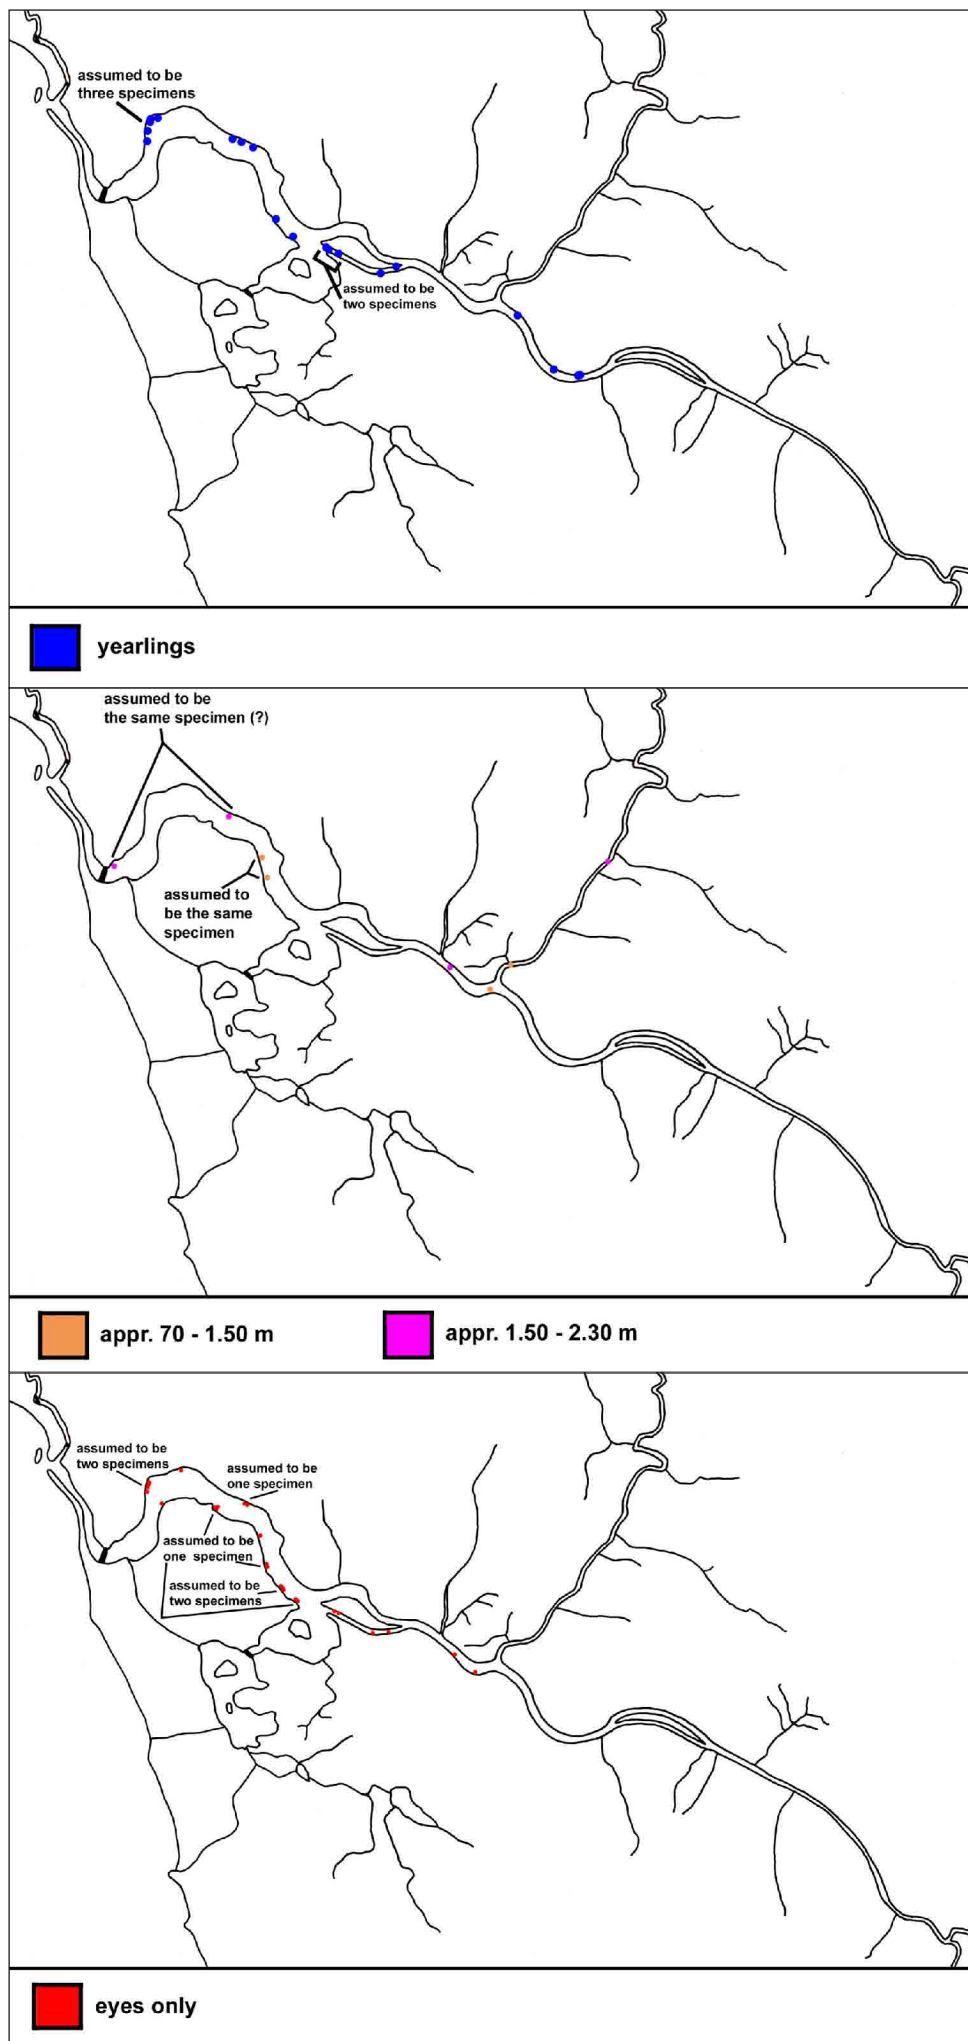 assumed to be
three specimens
assumed to be
two specimens
yearlings
assumed to be
the same specimen (?)
assumed to
be the same
specimen
appr. 70 - 1.50 m
appr. 1.50 - 2.30 m
assumed to be
two specimens
assumed to be
one specimen
assumed to be
one specimen
assumed to be
two specimens
eyes only